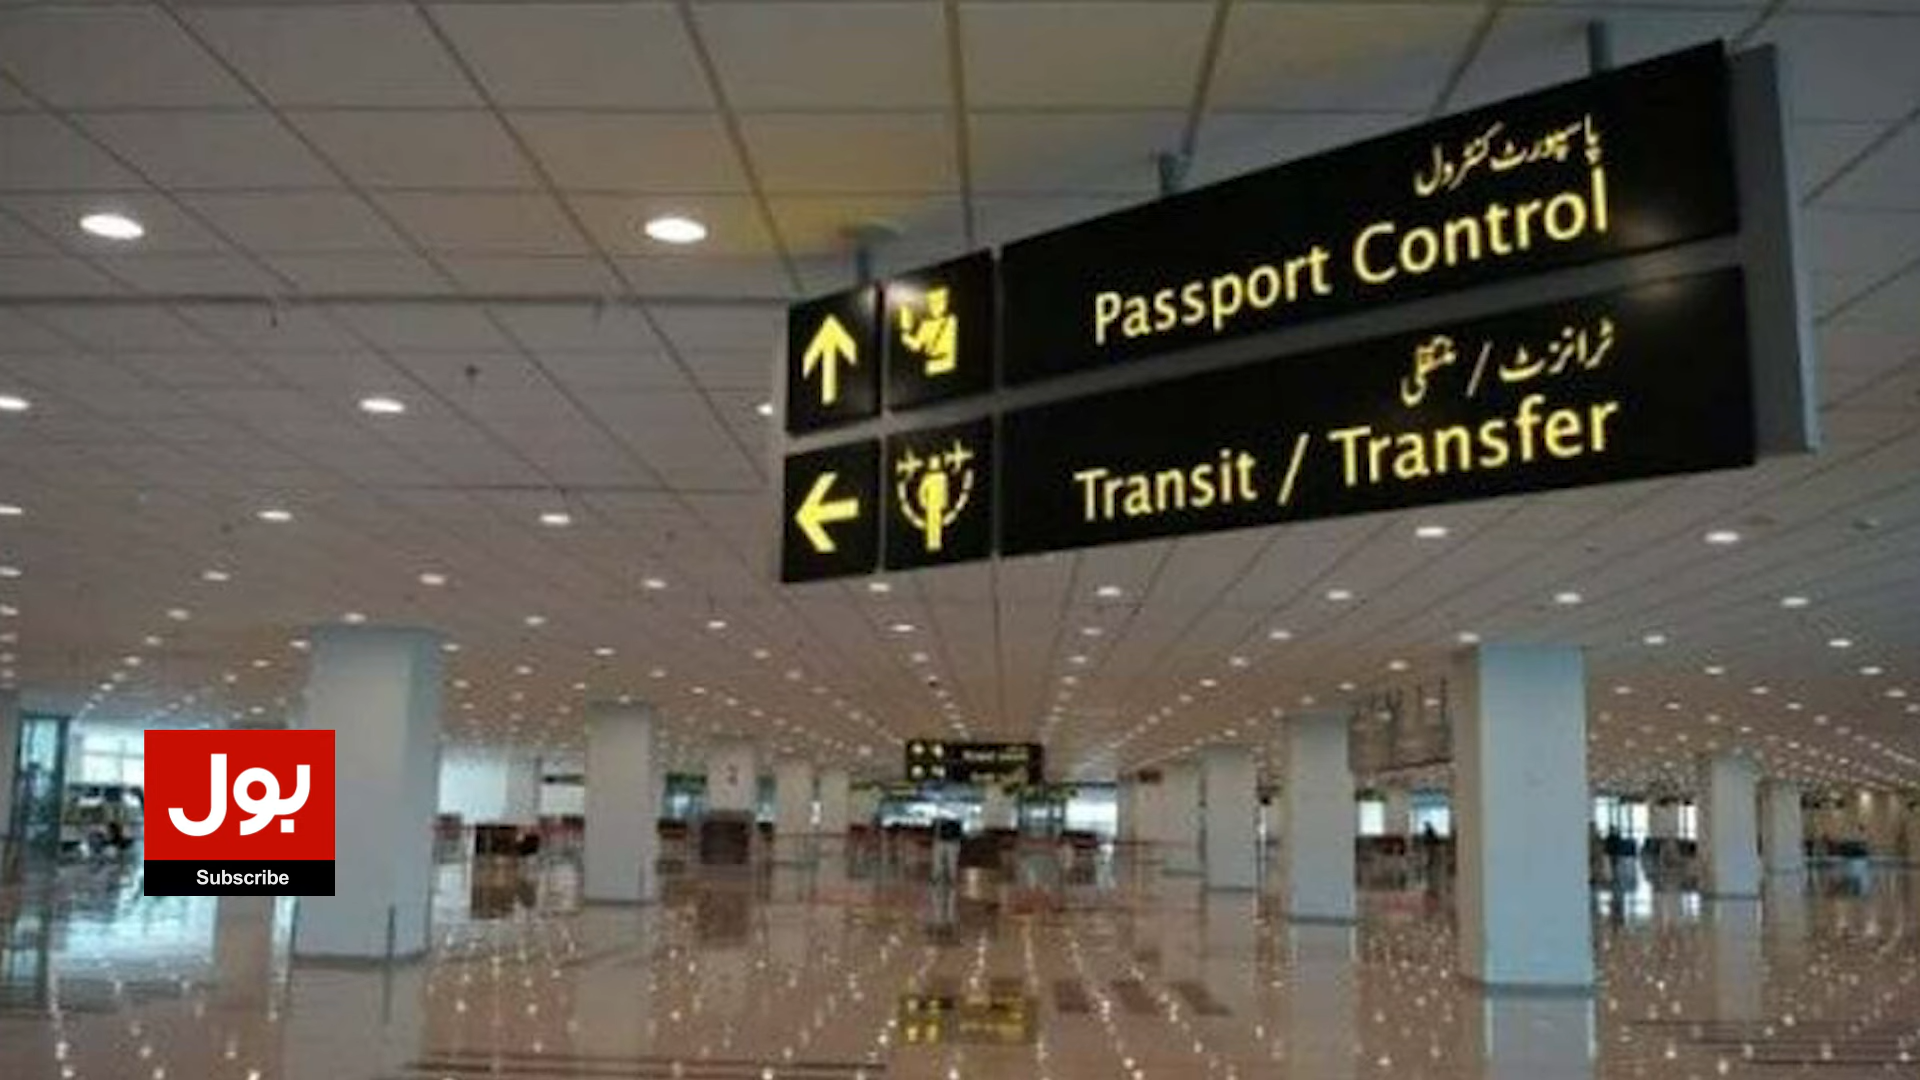 پاسپورٹ کنٹرول
Passport Control
ٹرانزٹ / منتقلی
Transit / Transfer
بول
Subscribe